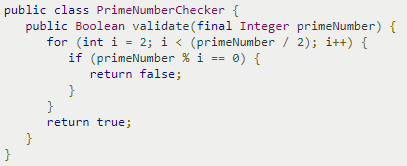 public class PrimeNumberChecker {
    public Boolean validate(final Integer primeNumber) {
        for (int i = 2; i < (primeNumber / 2); i++) {
            if (primeNumber % i == 0) {
                return false;
            }
        }
        return true;
    }
}